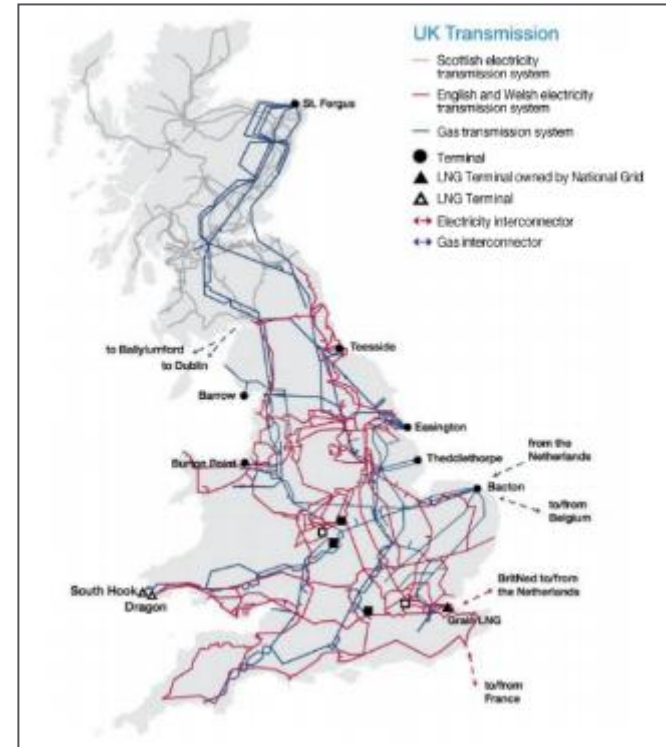 UK Transmission
Scottish electricity
transmission system
English and Welsh electricity
transmission system
Gas transmission system
Terminal
LNG Terminal owned by National Grid
LNG Terminal
Electricity interconnector
Gas interconnector
St. Fergus
to Ballylumford
to Dublin
Teesside
Barrow
Easington
Burton Point
Theddlethorpe
from the
Netherlands
Bacton
to/from
Belgium
South Hook
Dragon
BritNed to/from
the Netherlands
Grain LNG
to/from
France